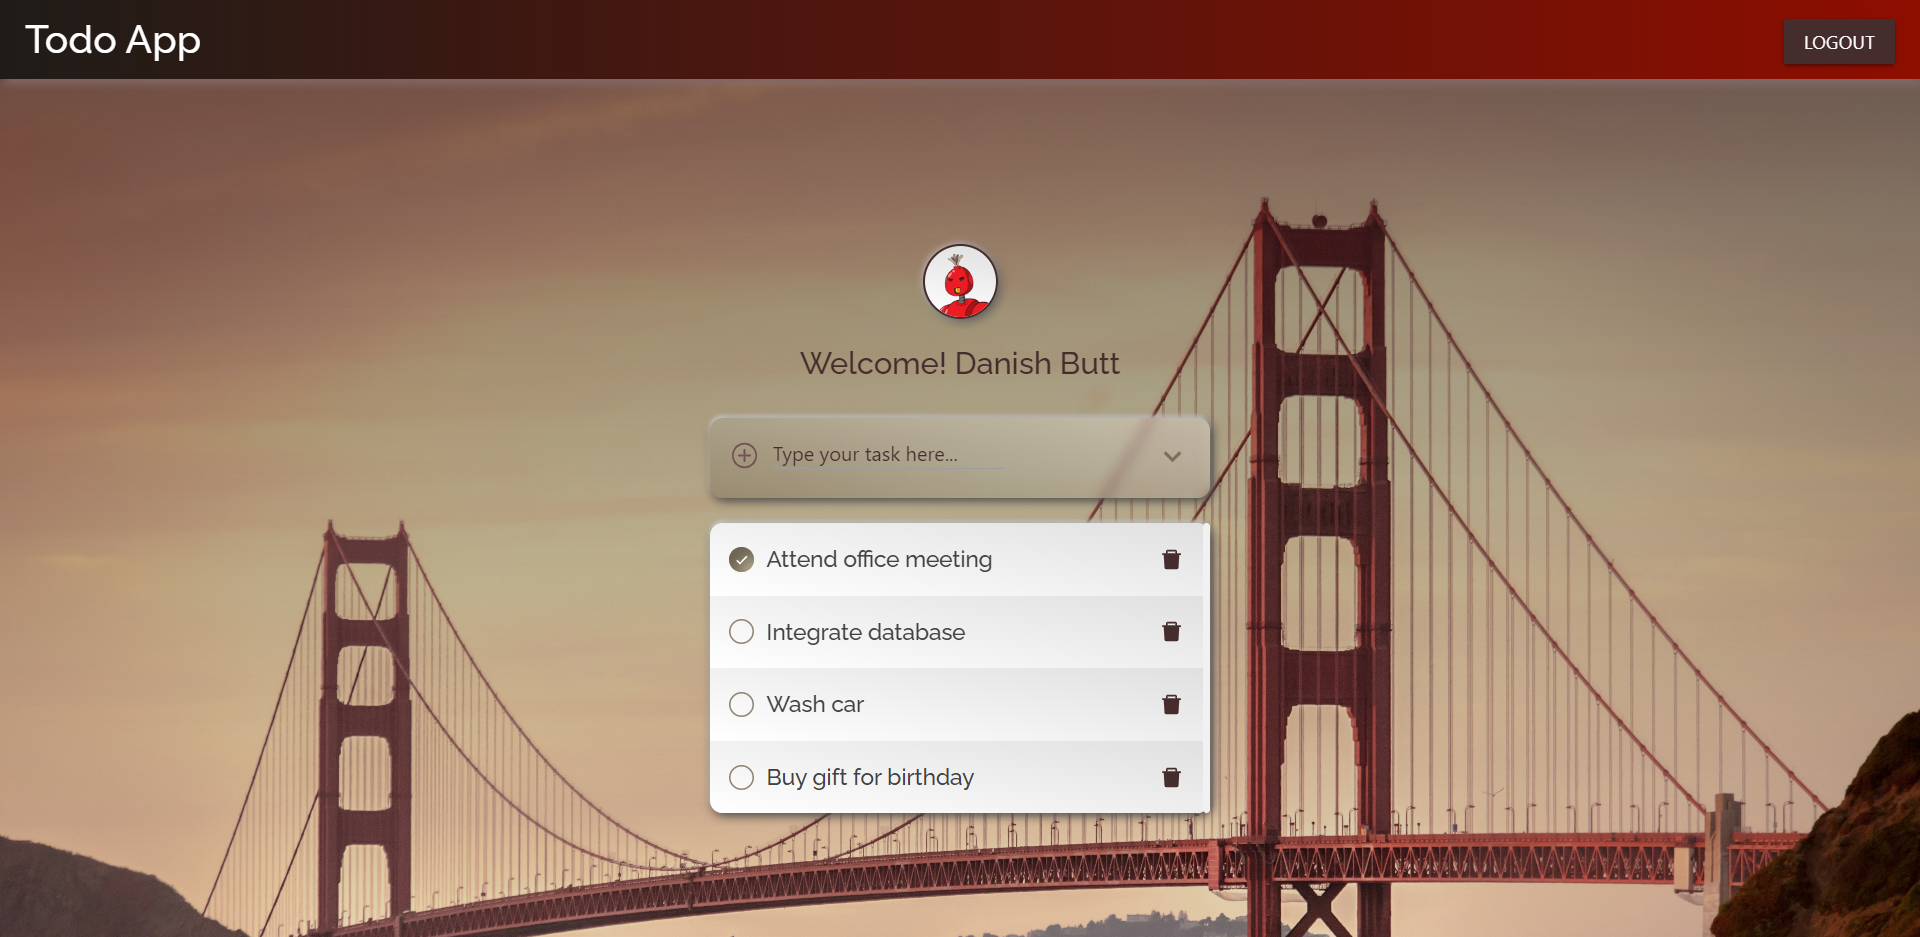 Todo App
LOGOUT
Welcome! Danish Butt
Type your task here...
Attend office meeting
Integrate database
Wash car
Buy gift for birthday